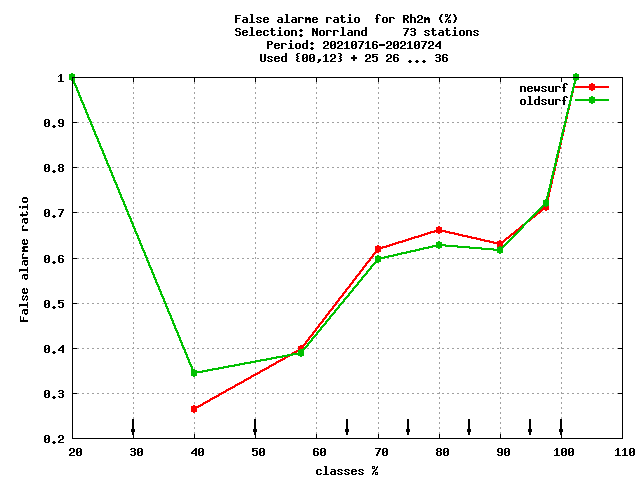 False alarme ratio  for Rh2m (%)
Selection: Norrland     73 stations
Period: 20210716-20210724
Used {00,12} + 25 26 ... 36
newsurf
oldsurf
1
0.9
0.8
0.7
0.6
0.5
0.4
0.3
0.2
False alarme ratio
20 30 40 50 60 70 80 90 100 110
classes %